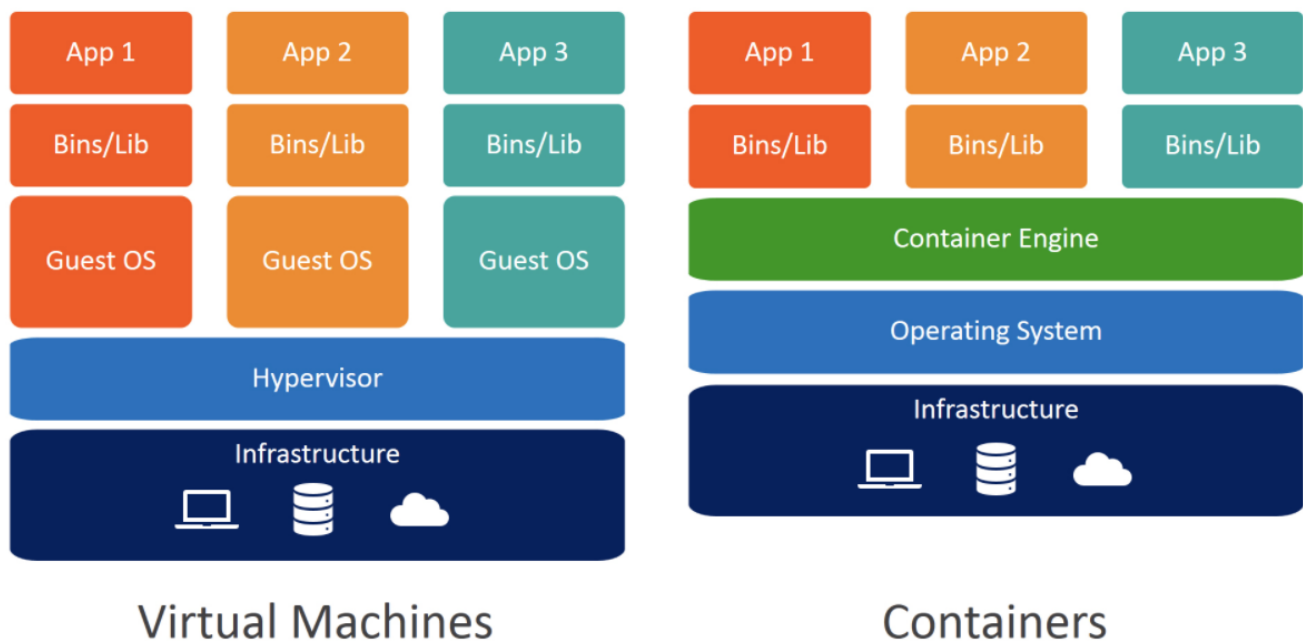 App 1
App 2
App 3
Bins/Lib
Bins/Lib
Bins/Lib
Guest OS
Guest OS
Guest OS
Hypervisor
Infrastructure
Virtual Machines
App 1
App 2
App 3
Bins/Lib
Bins/Lib
Bins/Lib
Container Engine
Operating System
Infrastructure
Containers